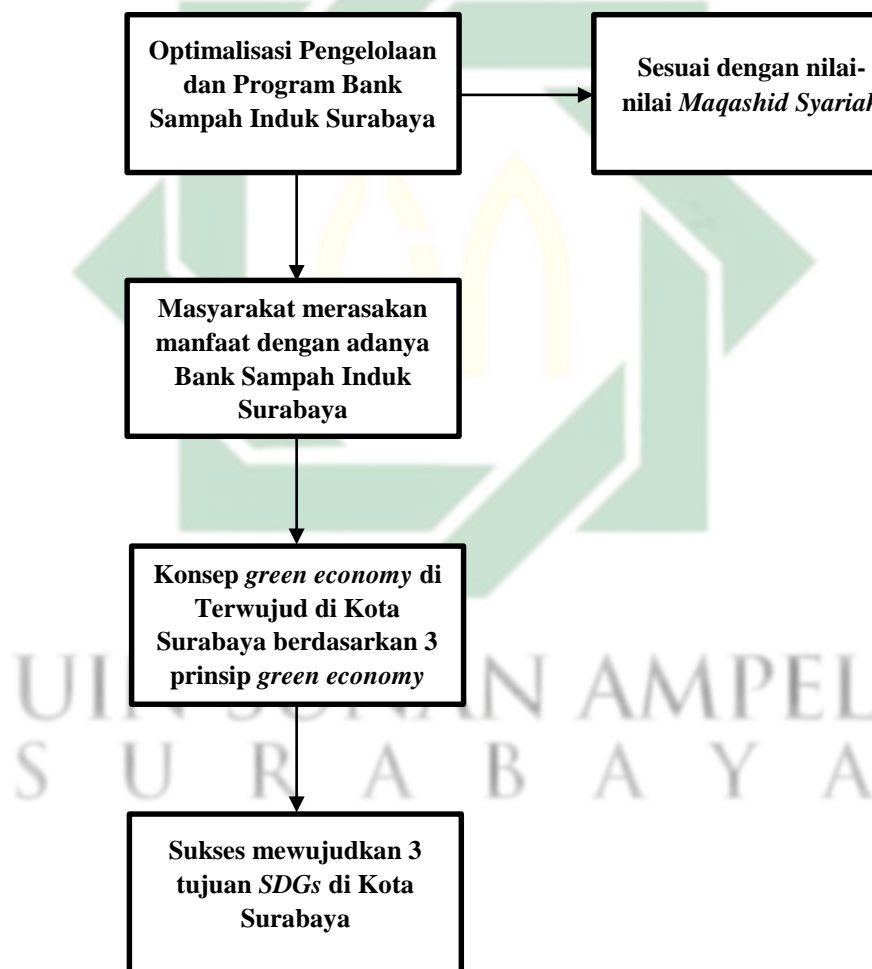 Optimalisasi Pengelolaan
dan Program Bank
Sampah Induk Surabaya
Sesuai dengan nilai-
nilai Maqashid Syariah
Masyarakat merasakan
manfaat dengan adanya
Bank Sampah Induk
Surabaya
Konsep green economy di
Terwujud di Kota
Surabaya berdasarkan 3
prinsip green economy
UIN SUNAN AMPEL
S U R A B A Y A
Sukses mewujudkan 3
tujuan SDGs di Kota
Surabaya